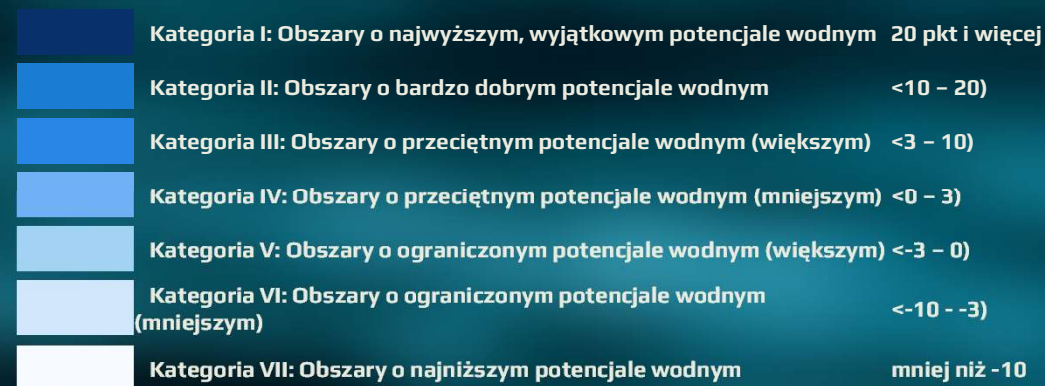 Kategoria I: Obszary o najwyższym, wyjątkowym potencjale wodnym 20 pkt i więcej
Kategoria II: Obszary o bardzo dobrym potencjale wodnym <10 – 20)
Kategoria III: Obszary o przeciętnym potencjale wodnym (większym) <3 – 10)
Kategoria IV: Obszary o przeciętnym potencjale wodnym (mniejszym) <0 – 3)
Kategoria V: Obszary o ograniczonym potencjale wodnym (większym) <-3 – 0)
Kategoria VI: Obszary o ograniczonym potencjale wodnym
(mniejszym) <-10 - -3)
Kategoria VII: Obszary o najniższym potencjale wodnym mniej niż -10